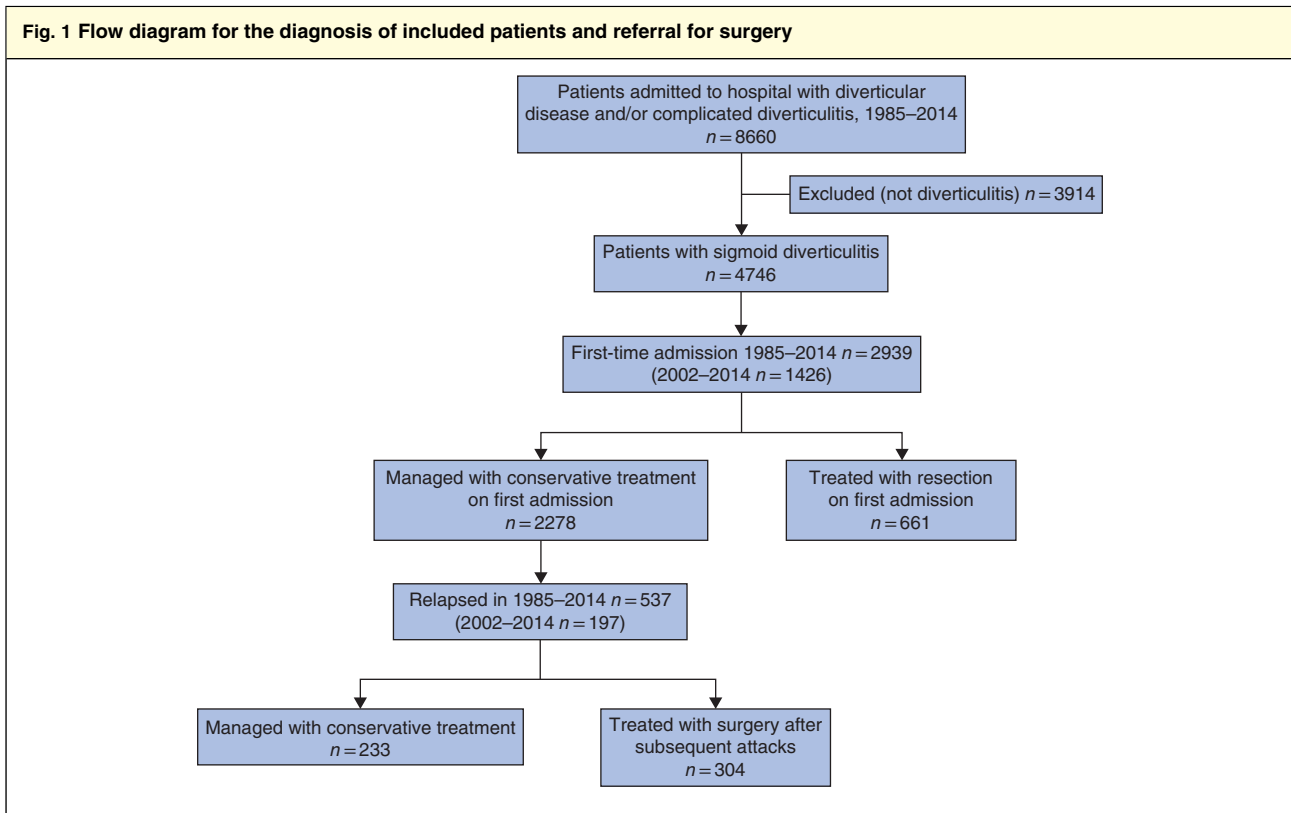 Fig. 1 Flow diagram for the diagnosis of included patients and referral for surgery
Patients admitted to hospital with diverticular
disease and/or complicated diverticulitis, 1985–2014
n = 8660
Excluded (not diverticulitis) n = 3914
Patients with sigmoid diverticulitis
n = 4746
First-time admission 1985–2014 n = 2939
(2002–2014 n = 1426)
Managed with conservative treatment
on first admission
n = 2278
Treated with resection
on first admission
n = 661
Relapsed in 1985–2014 n = 537
(2002–2014 n = 197)
Managed with conservative treatment
n = 233
Treated with surgery after
subsequent attacks
n = 304